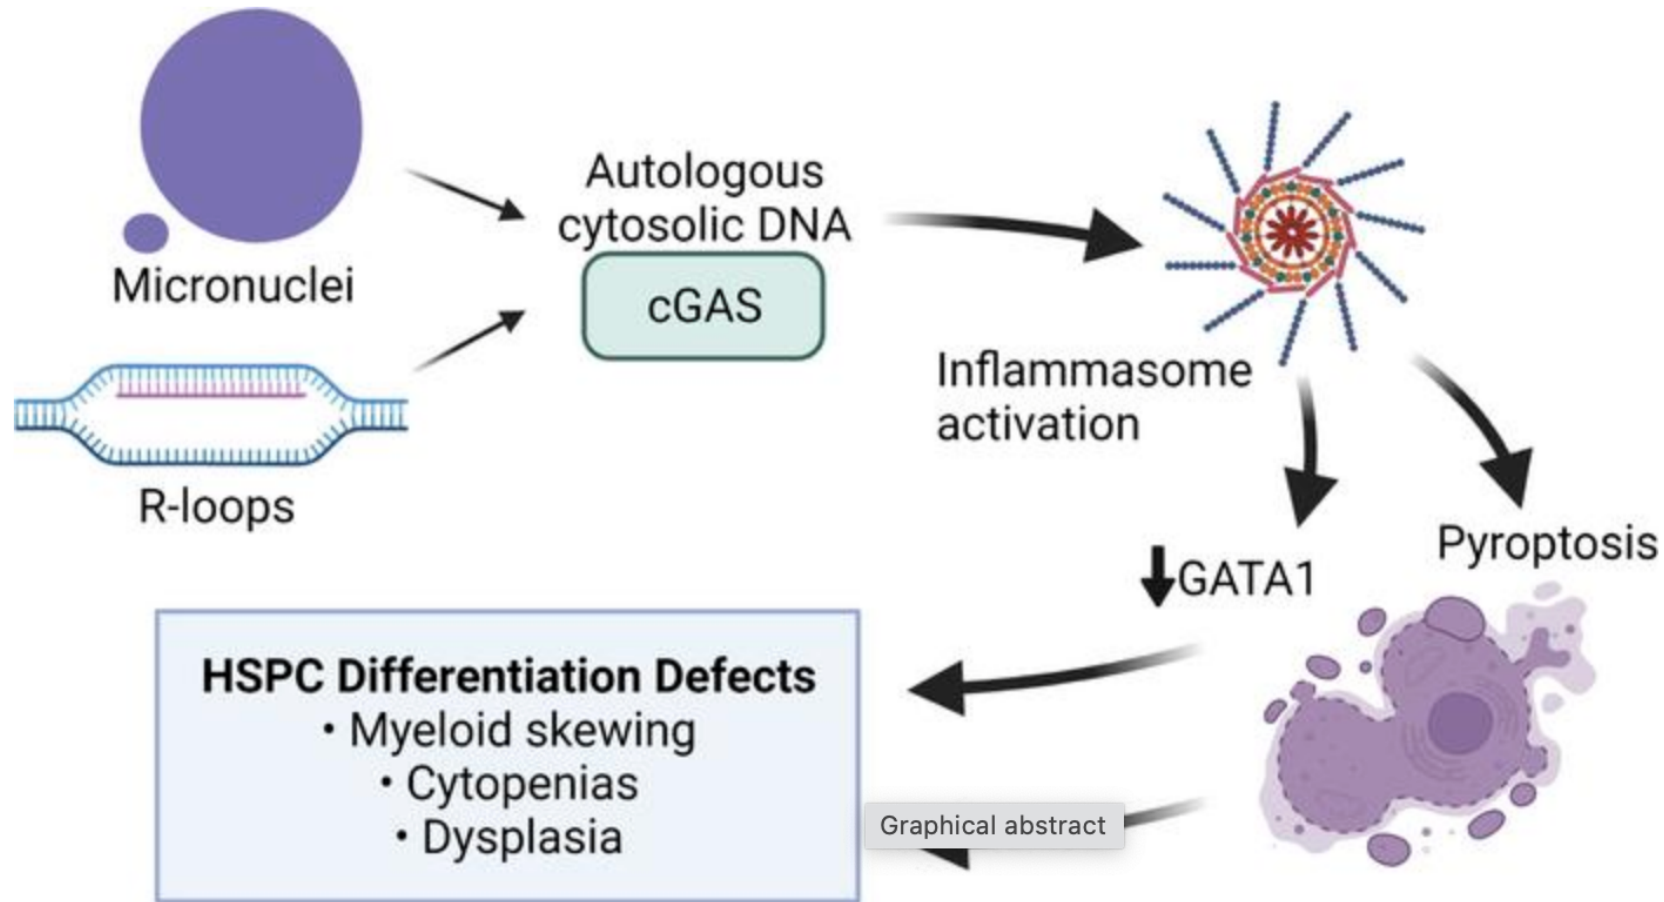 Micronuclei
R-loops
Autologous
cytosolic DNA
cGAS
Inflammasome
activation
GATA1
Pyroptosis
HSPC Differentiation Defects
• Myeloid skewing
• Cytopenias
• Dysplasia
Graphical abstract